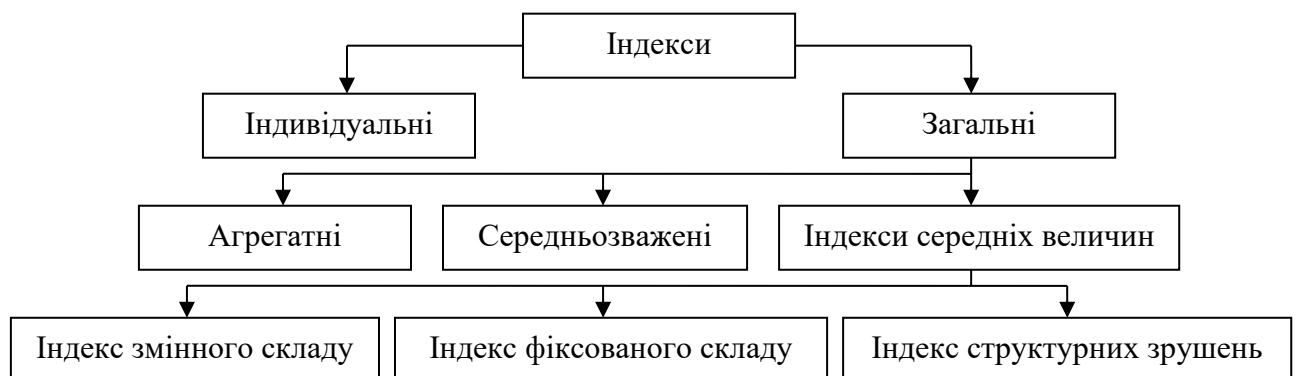 Індекси
Індивідуальні
Загальні
Агрегатні
Середньозважені
Індекси середніх величин
Індекс змінного складу
Індекс фіксованого складу
Індекс структурних зрушень